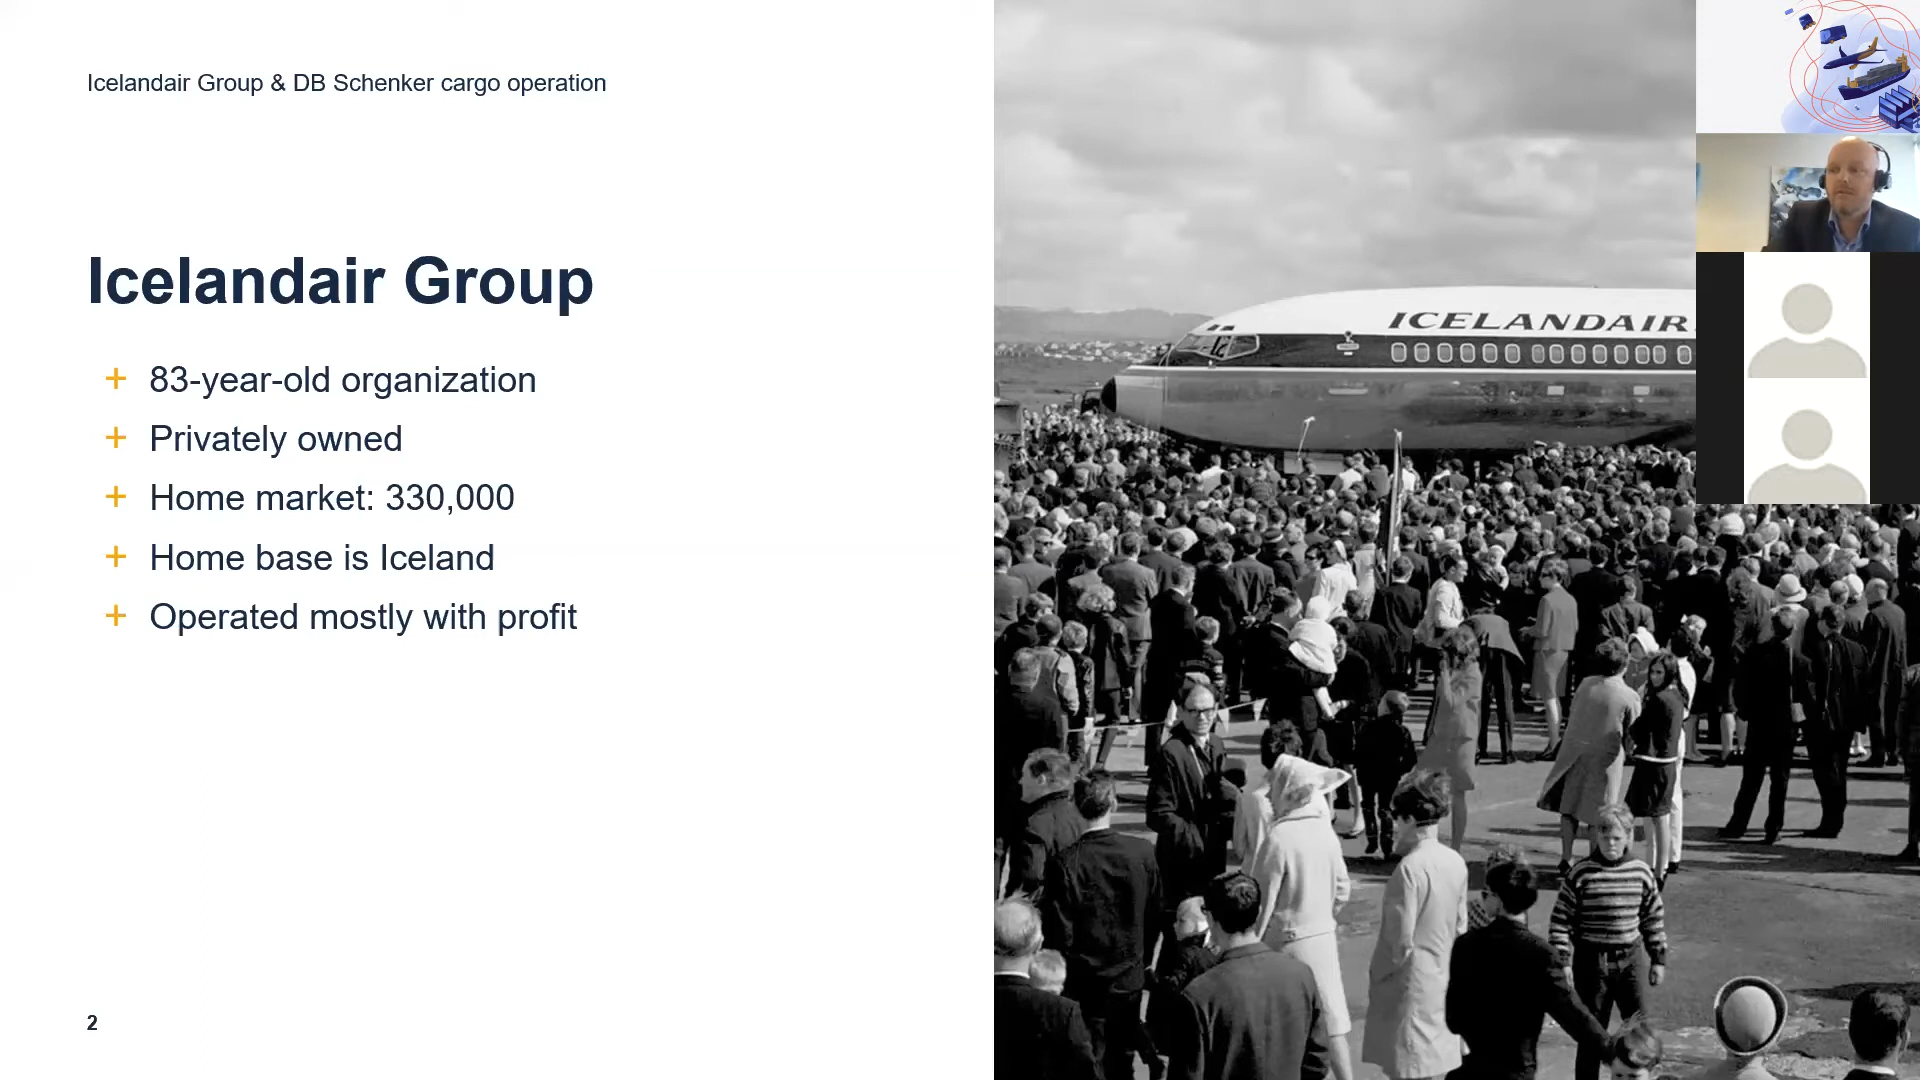 Icelandair Group & DB Schenker cargo operation
Icelandair Group
+ 83-year-old organization
+ Privately owned
+ Home market: 330,000
+ Home base is Iceland
+ Operated mostly with profit
2
ICELANDAIR